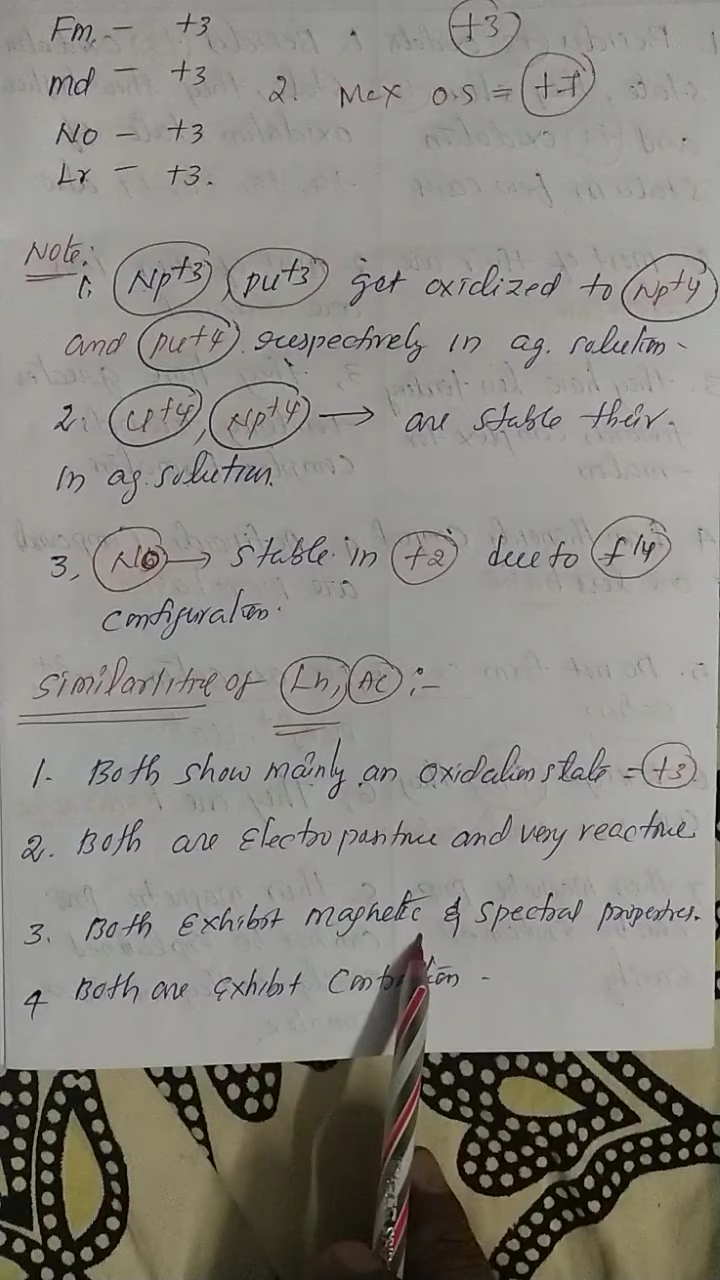 Fm. – +3 +3
md – +3 2. Max o.s = +7
No – +3
Lr – +3.
Note:
1. Np+3, pu+3 get oxidized to Np+4
and pu+4 respectively in aq. solution-
2. U+4, Np+4 → are stable their.
in aq. solution.
3, No → stable in +2 due to f14
configuration.
of Ln, Ac :-
1. Both show mainly an oxidation state = +3
2. Both are and very reactive.
3. Both Exhibit magnetic & spectral properties.
4 Both are Exhibit -